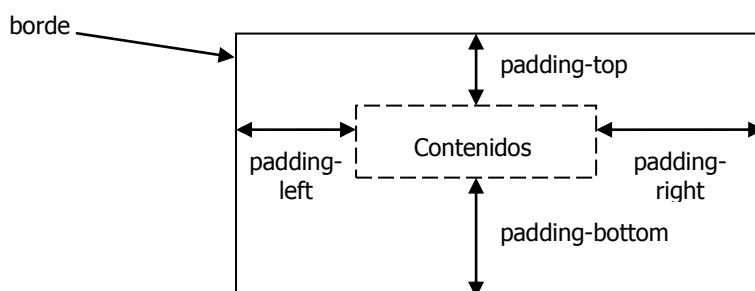 borde
padding-top
Contenidos
padding-
left
padding-
right
padding-bottom